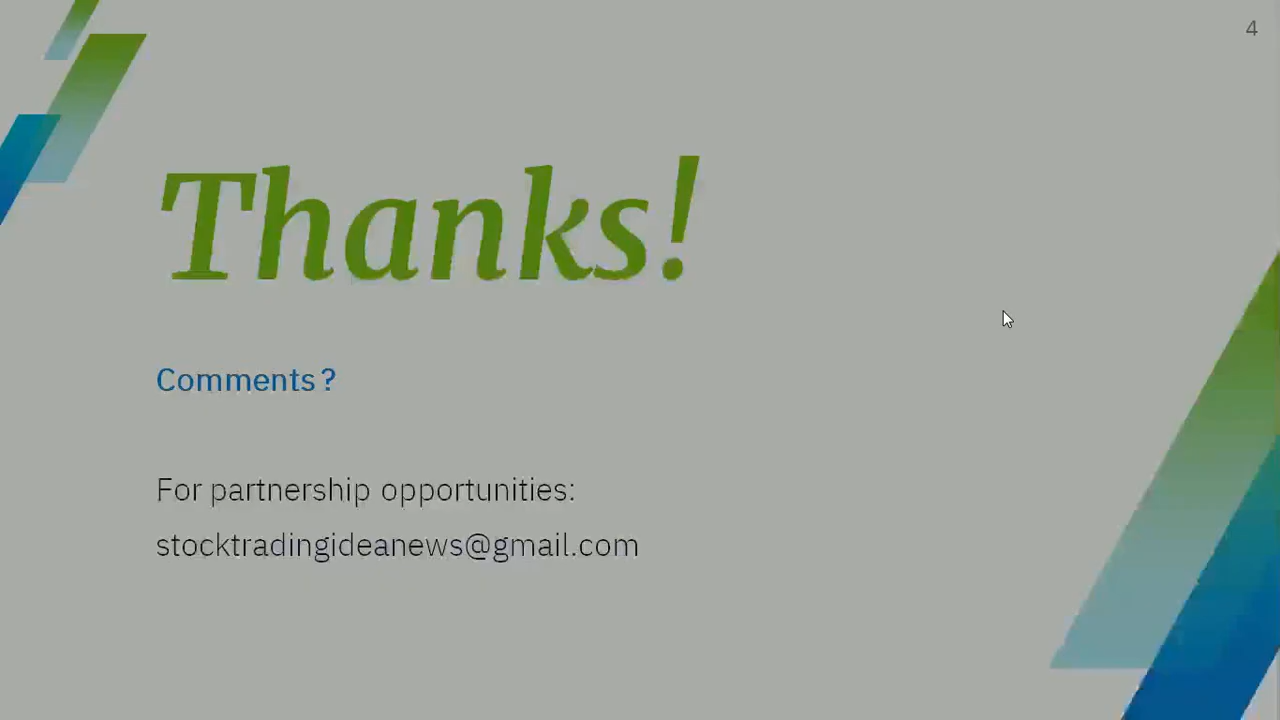 4
Thanks!
Comments?
For partnership opportunities:
stocktradingideanews@gmail.com